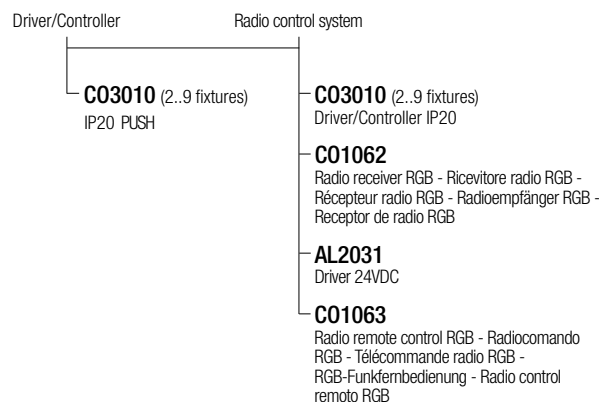 Driver/Controller
Radio control system
CO3010 (2..9 fixtures)
IP20 PUSH
CO3010 (2..9 fixtures)
Driver/Controller IP20
CO1062
Radio receiver RGB - Ricevitore radio RGB -
Récepteur radio RGB - Radioempfänger RGB -
Receptor de radio RGB
AL2031
Driver 24VDC
CO1063
Radio remote control RGB - Radiocomando
RGB - Télécommande radio RGB -
RGB-Funkfernbedienung - Radio control
remoto RGB